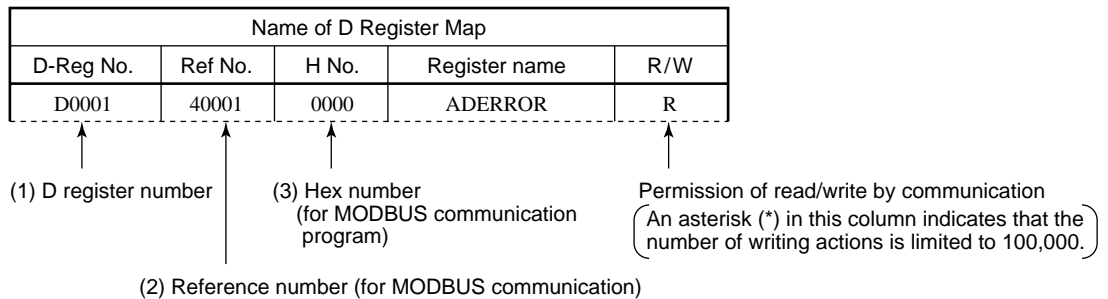 Name of D Register Map
D-Reg No. Ref No. H No. Register name R/W
D0001 40001 0000 ADERROR R
(1) D register number
(3) Hex number
(for MODBUS communication
program)
Permission of read/write by communication
An asterisk (*) in this column indicates that the
number of writing actions is limited to 100,000.
(2) Reference number (for MODBUS communication)